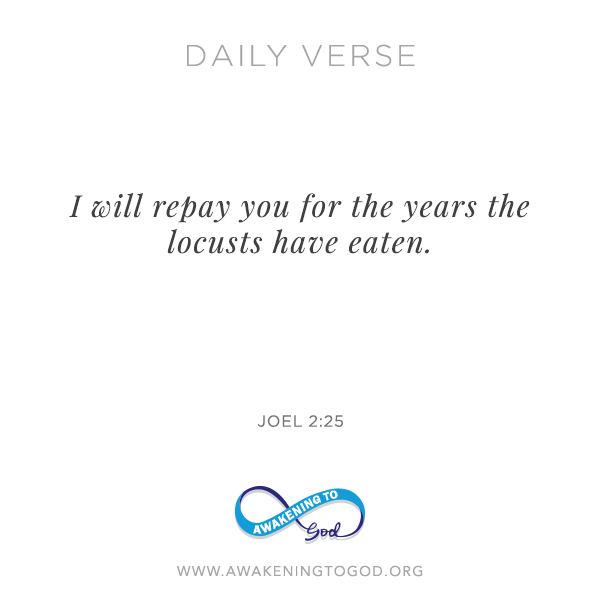 DAILY VERSE
I will repay you for the years the
locusts have eaten.
JOEL 2:25
AWAKENING TO
God
WWW.AWAKENINGTOGOD.ORG